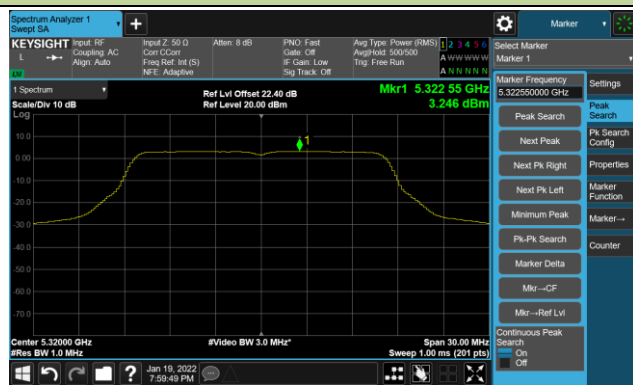 Spectrum Analyzer 1
Swept SA
Marker
KEYSIGHT
L
LW
Input: RF
Coupling: AC
Align: Auto
Input Z: 50 Ω
Corr CCorr
Freq Ref: Int (S)
NFE: Adaptive
Atten: 8 dB
PNO: Fast
Gate: Off
IF Gain: Low
Sig Track: Off
Avg Type: Power (RMS)
Avg|Hold: 500/500
Trig: Free Run
1 2 3 4 5 6
A W W W W W
A N N N N N
Select Marker
Marker 1
1 Spectrum
Scale/Div 10 dB
Log
Ref Lvl Offset 22.40 dB
Ref Level 20.00 dBm
Mkr1 5.322 55 GHz
3.246 dBm
1
10.0
0.00
-10.0
-20.0
-30.0
-40.0
-50.0
-60.0
-70.0
Center 5.32000 GHz
#Res BW 1.0 MHz
#Video BW 3.0 MHz*
Span 30.00 MHz
Sweep 1.00 ms (201 pts)
Marker Frequency
5.322550000 GHz
Peak Search
Next Peak
Next Pk Right
Next Pk Left
Minimum Peak
Pk-Pk Search
Marker Delta
Mkr→CF
Mkr→Ref Lvl
Continuous Peak
Search
On
Off
Settings
Peak
Search
Pk Search
Config
Properties
Marker
Function
Marker→
Counter
?
Jan 19, 2022
7:59:49 PM